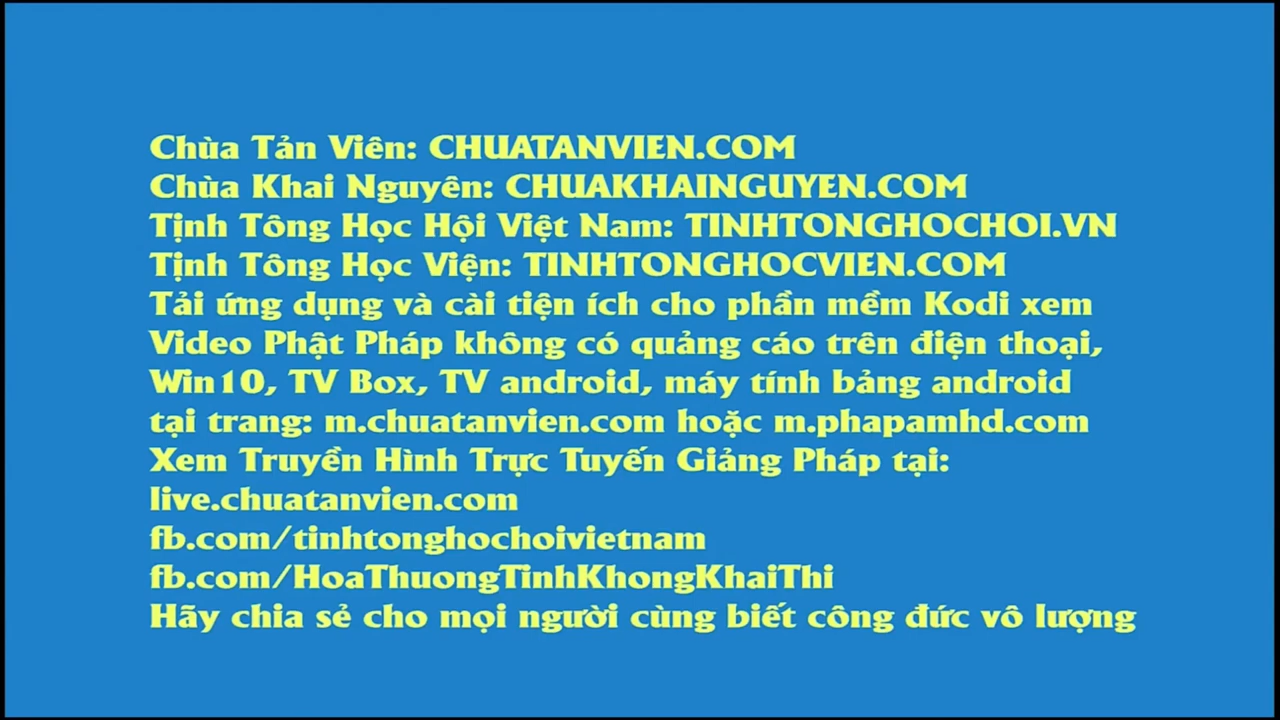 Chùa Tản Viên: CHUATANVIEN.COM
Chùa Khai Nguyên: CHUAKHAINGUYEN.COM
Tịnh Tông Học Hội Việt Nam: TINHTONGHOCHOI.VN
Tịnh Tông Học Viện: TINHTONGHOCVIEN.COM
Tải ứng dụng và cài tiện ích cho phần mềm Kodi xem
Video Phật Pháp không có quảng cáo trên điện thoại,
Win10, TV Box, TV android, máy tính bảng android
tại trang: m.chuatanvien.com hoặc m.phapamhd.com
Xem Truyền Hình Trực Tuyến Giảng Pháp tại:
live.chuatanvien.com
fb.com/tinhtonghochoivietnam
fb.com/HoaThuongTinhKhongKhaiThi
Hãy chia sẻ cho mọi người cùng biết công đức vô lượng